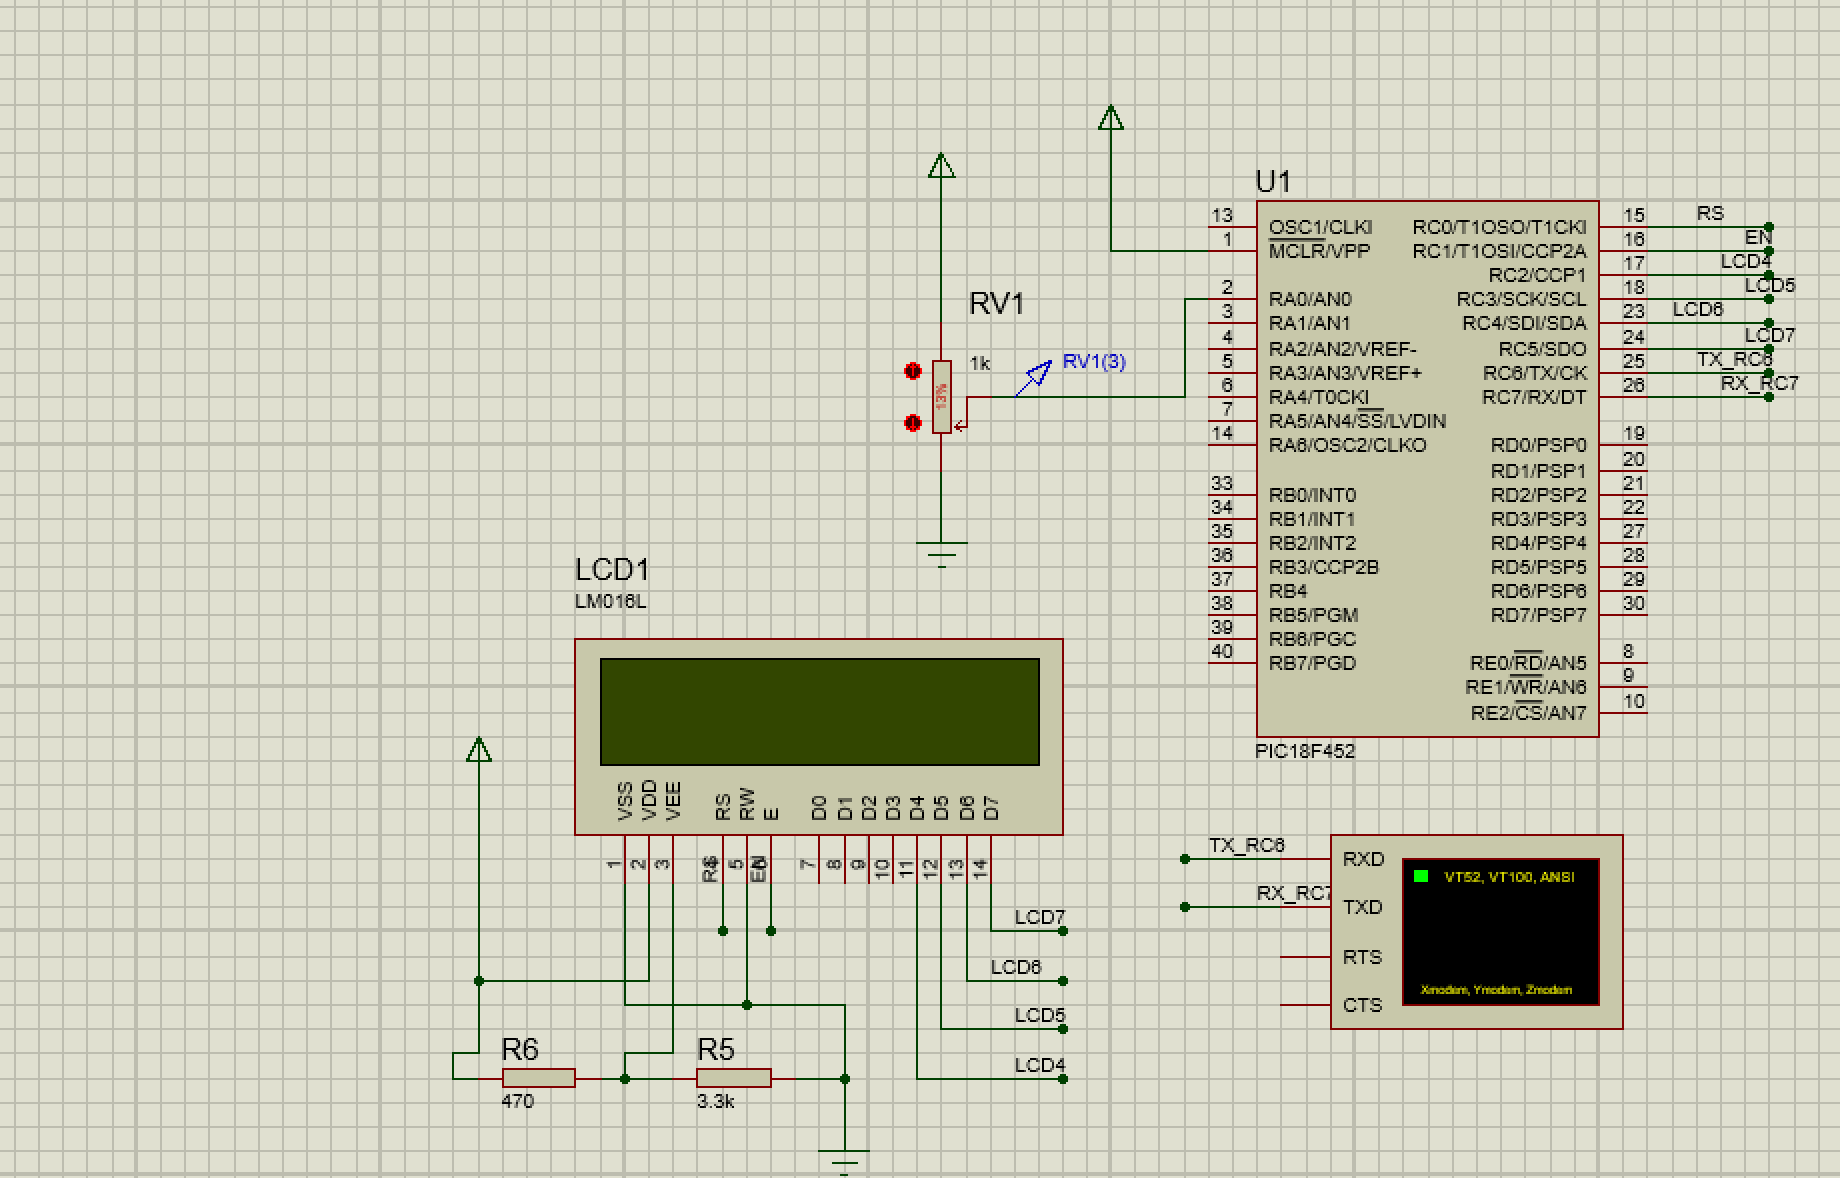 U1
13
OSC1/CLKI
1
MCLR/VPP
2
RA0/AN0
3
RA1/AN1
4
RA2/AN2/VREF-
5
RA3/AN3/VREF+
6
RA4/T0CKI
7
RA5/AN4/SS/LVDIN
14
RA6/OSC2/CLKO
33
RB0/INT0
34
RB1/INT1
35
RB2/INT2
36
RB3/CCP2B
37
RB4
38
RB5/PGM
39
RB6/PGC
40
RB7/PGD
RC0/T1OSO/T1CKI
15
RS
RC1/T1OSI/CCP2A
16
EN
RC2/CCP1
17
LCD4
RC3/SCK/SCL
18
LCD5
RC4/SDI/SDA
23
LCD6
RC5/SDO
24
LCD7
RC6/TX/CK
25
TX_RC6
RC7/RX/DT
26
RX_RC7
RD0/PSP0
19
RD1/PSP1
20
RD2/PSP2
21
RD3/PSP3
22
RD4/PSP4
27
RD5/PSP5
28
RD6/PSP6
29
RD7/PSP7
30
RE0/RD/AN5
8
RE1/WR/AN6
9
RE2/CS/AN7
10
PIC18F452
RV1
1k
13%
RV1(3)
LCD1
LM016L
VSS
VDD
VEE
RS
RW
E
D0
D1
D2
D3
D4
D5
D6
D7
1
2
3
RS
5
EN
7
8
9
10
11
12
13
14
LCD7
LCD6
LCD5
LCD4
R6
470
R5
3.3k
TX_RC6
RXD
RX_RC7
TXD
RTS
CTS
VT52, VT100, ANSI
Xmodem, Ymodem, Zmodem